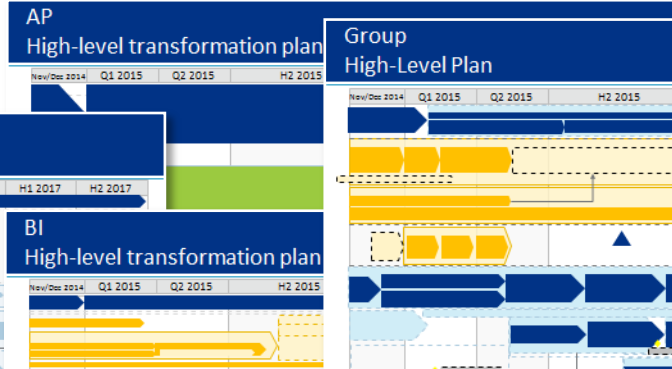 AP
High-level transformation plan
Nov/Dec 2014 Q1 2015 Q2 2015 H2 2015
Group
High-Level Plan
Nov/Dec 2014 Q1 2015 Q2 2015 H2 2015
H1 2017 H2 2017
BI
High-level transformation plan
Nov/Dec 2014 Q1 2015 Q2 2015 H2 2015